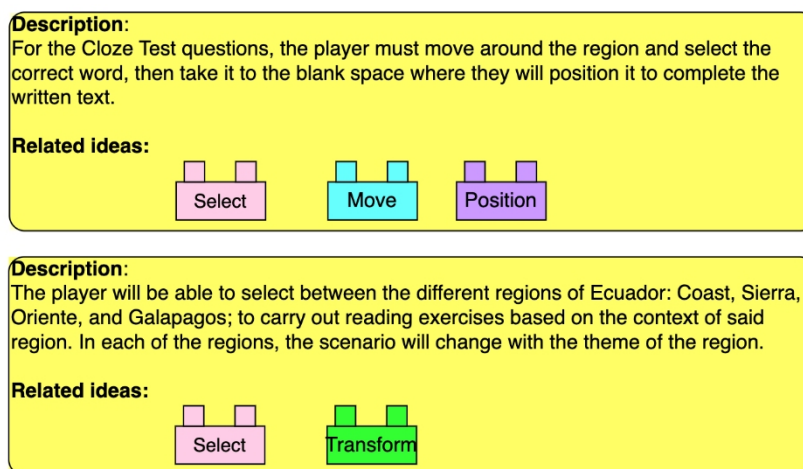 Description:
For the Cloze Test questions, the player must move around the region and select the
correct word, then take it to the blank space where they will position it to complete the
written text.
Related ideas:
Select Move Position
Description:
The player will be able to select between the different regions of Ecuador: Coast, Sierra,
Oriente, and Galapagos; to carry out reading exercises based on the context of said
region. In each of the regions, the scenario will change with the theme of the region.
Related ideas:
Select Transform